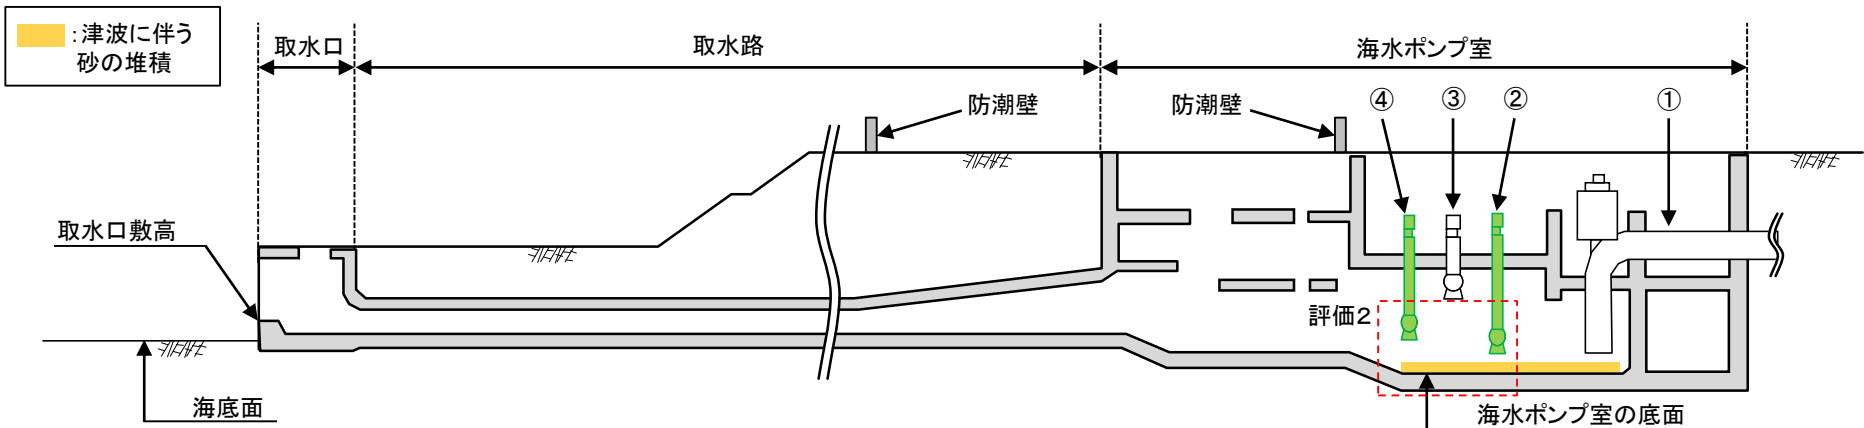 :津波に伴う
砂の堆積
取水口
取水路
海水ポンプ室
防潮壁
防潮壁
④
③
②
①
取水口敷高
評価2
海底面
海水ポンプ室の底面